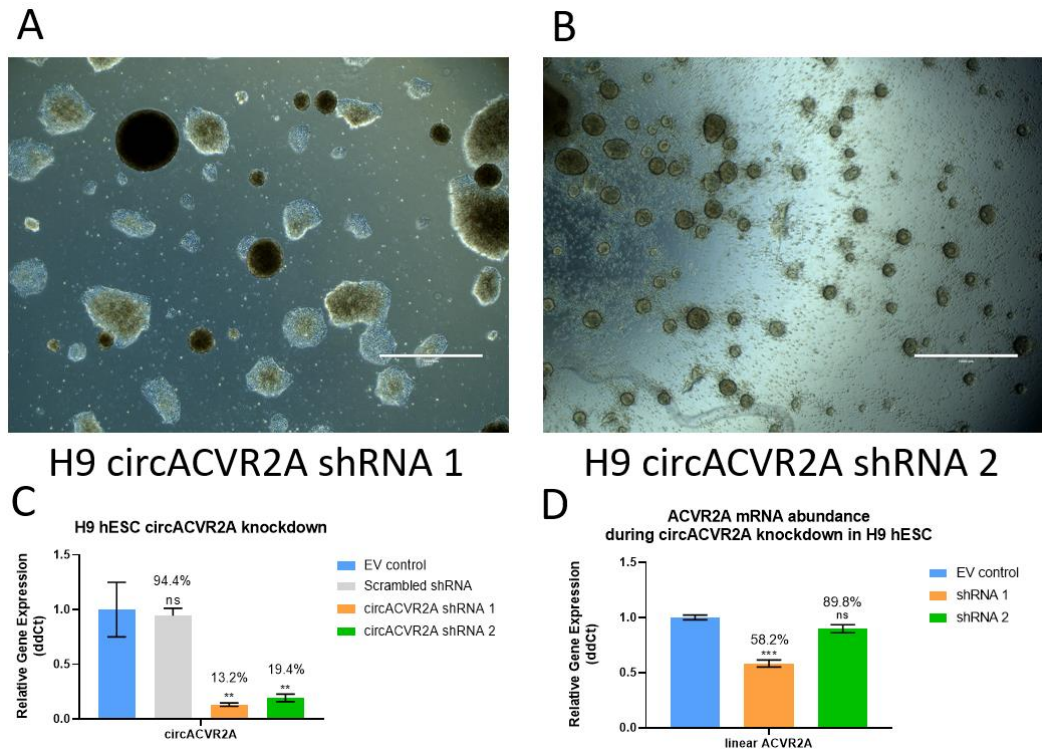 A
B
H9 circACVR2A shRNA 1
H9 circACVR2A shRNA 2
C
H9 hESC circACVR2A knockdown
Relative Gene Expression
(ddCt)
1.5
1.0
0.5
0.0
94.4%
ns
13.2%
**
19.4%
**
circACVR2A
EV control
Scrambled shRNA
circACVR2A shRNA 1
circACVR2A shRNA 2
D
ACVR2A mRNA abundance
during circACVR2A knockdown in H9 hESC
Relative Gene Expression
(ddCt)
1.5
1.0
0.5
0.0
58.2%
***
89.8%
ns
linear ACVR2A
EV control
shRNA 1
shRNA 2